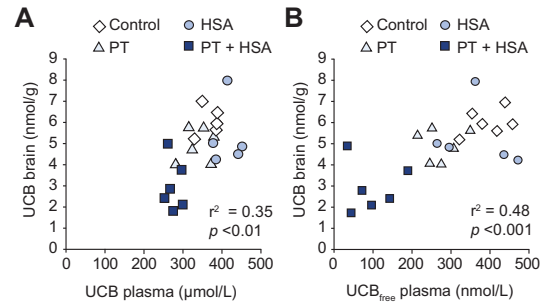 A
◇ Control ● HSA
△ PT ■ PT + HSA
UCB brain (nmol/g)
9
8
7
6
5
4
3
2
1
0
r² = 0.35
p <0.01
0 100 200 300 400 500
UCB plasma (µmol/L)
B
◇ Control ● HSA
△ PT ■ PT + HSA
UCB brain (nmol/g)
9
8
7
6
5
4
3
2
1
0
r² = 0.48
p <0.001
0 100 200 300 400 500
UCBfree plasma (nmol/L)